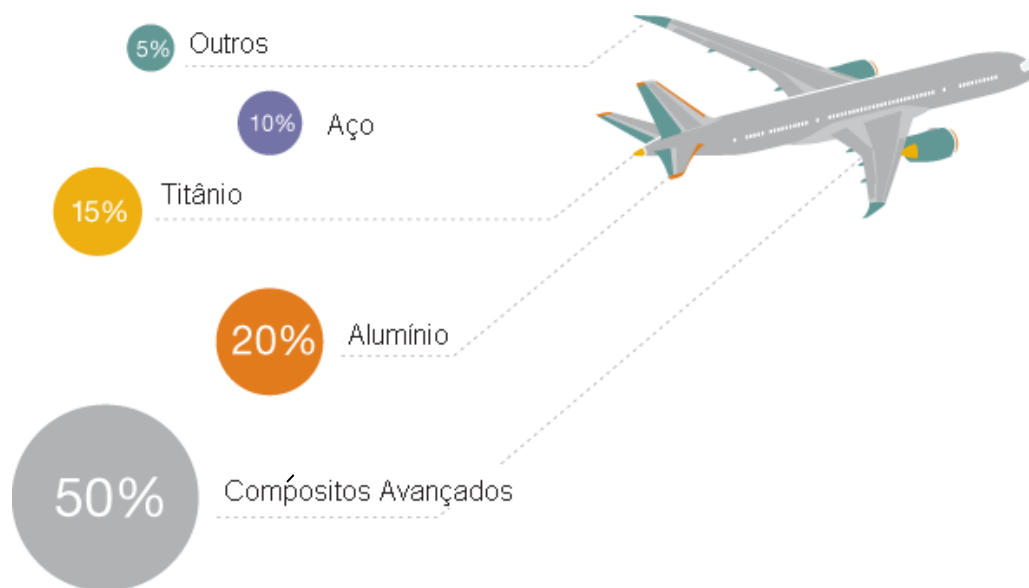 5% Outros
10% Aço
15% Titânio
20% Alumínio
50% Compósitos Avançados